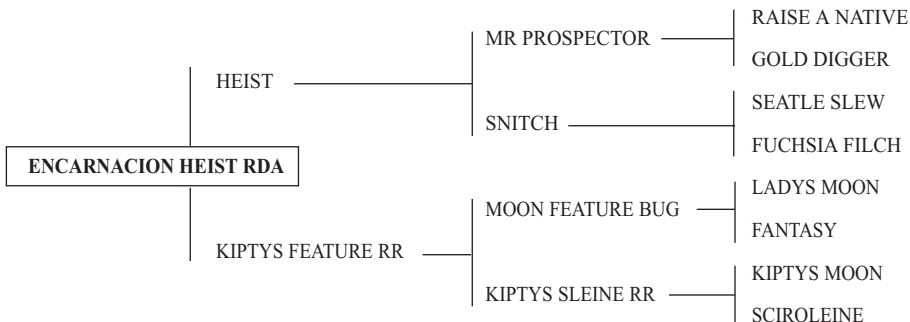 RAISE A NATIVE
MR PROSPECTOR
GOLD DIGGER
HEIST
SEATLE SLEW
SNITCH
FUCHSIA FILCH
ENCARNACION HEIST RDA
LADYS MOON
MOON FEATURE BUG
FANTASY
KIPTYS FEATURE RR
KIPTYS MOON
KIPTYS SLEINE RR
SCIROLEINE